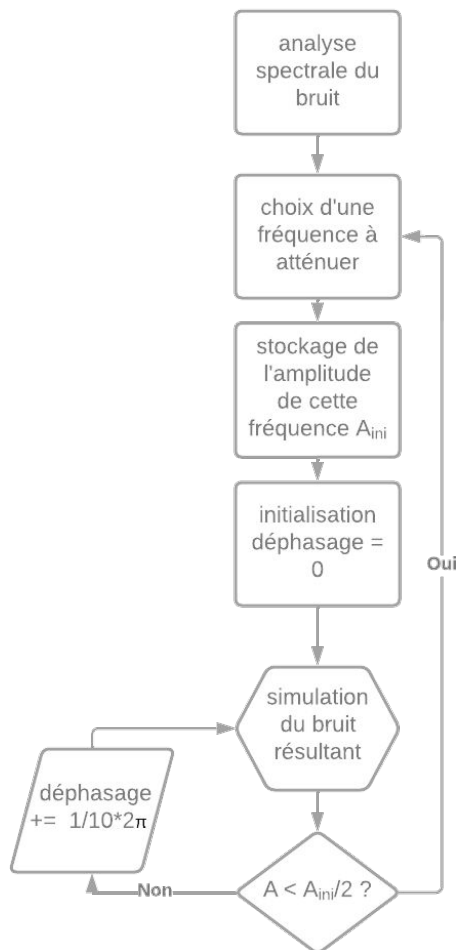 analyse
spectrale du
bruit
choix d'une
fréquence à
atténuer
stockage de
l'amplitude
de cette
fréquence Aini
initialisation
déphasage =
0
Oui
simulation
du bruit
résultant
déphasage
+= 1/10*2π
Non
A < Aini/2 ?